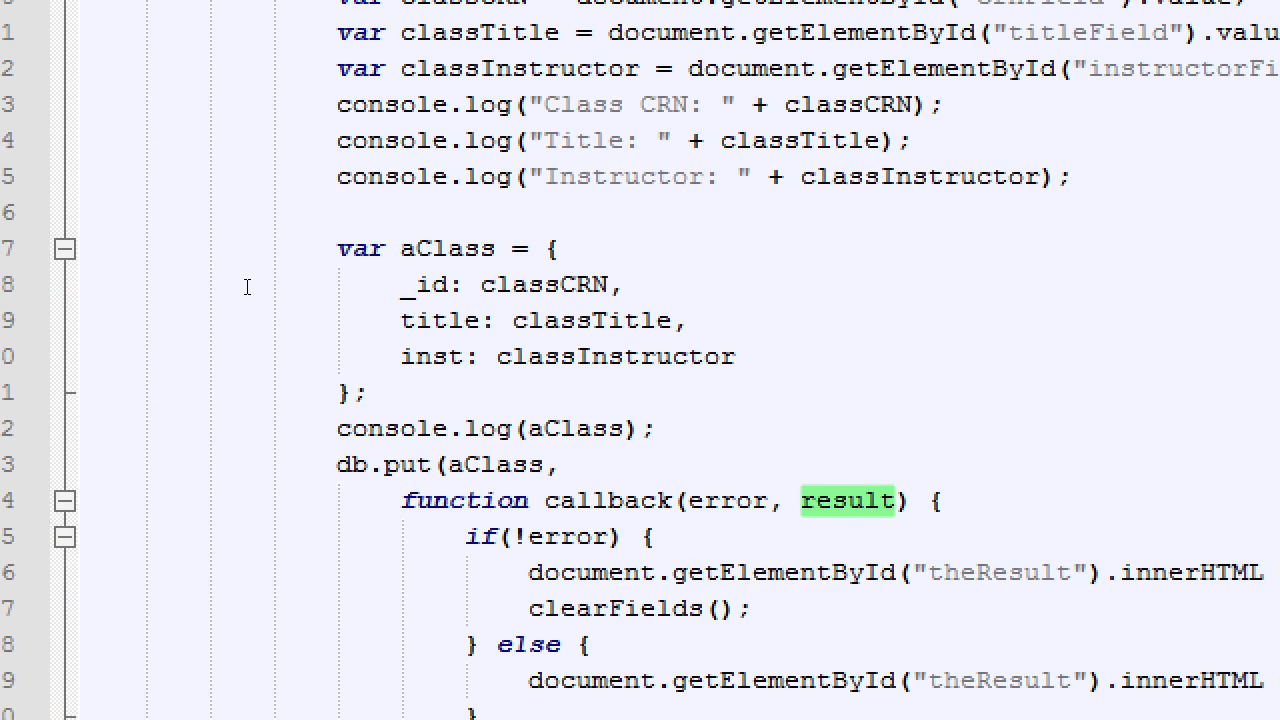 1 var classTitle = document.getElementById("titleField").valu
2 var classInstructor = document.getElementById("instructorFi
3 console.log("Class CRN: " + classCRN);
4 console.log("Title: " + classTitle);
5 console.log("Instructor: " + classInstructor);
6
7 var aClass = {
8 _id: classCRN,
9 title: classTitle,
0 inst: classInstructor
1 };
2 console.log(aClass);
3 db.put(aClass,
4 function callback(error, result) {
5 if(!error) {
6 document.getElementById("theResult").innerHTML
7 clearFields();
8 } else {
9 document.getElementById("theResult").innerHTML
0 }